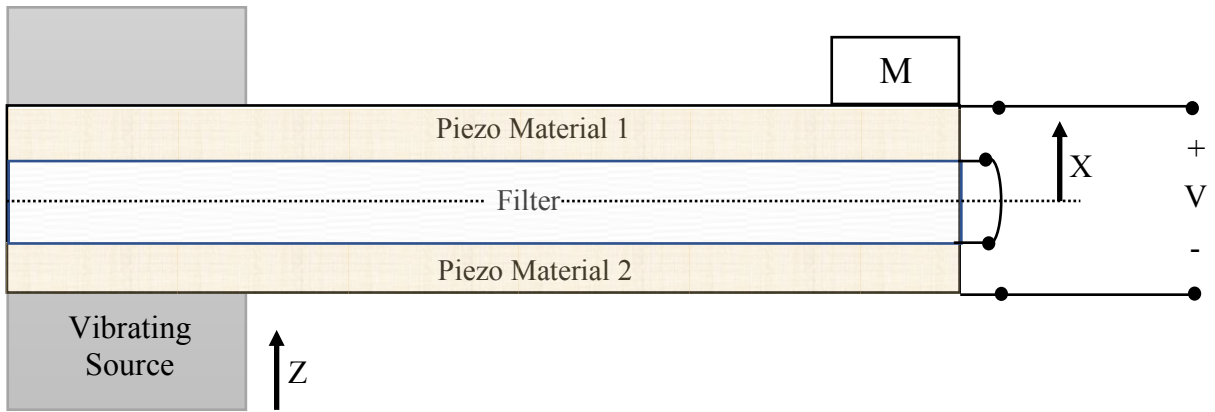 M
Piezo Material 1
X
+
Filter
V
-
Piezo Material 2
Vibrating
Source
Z